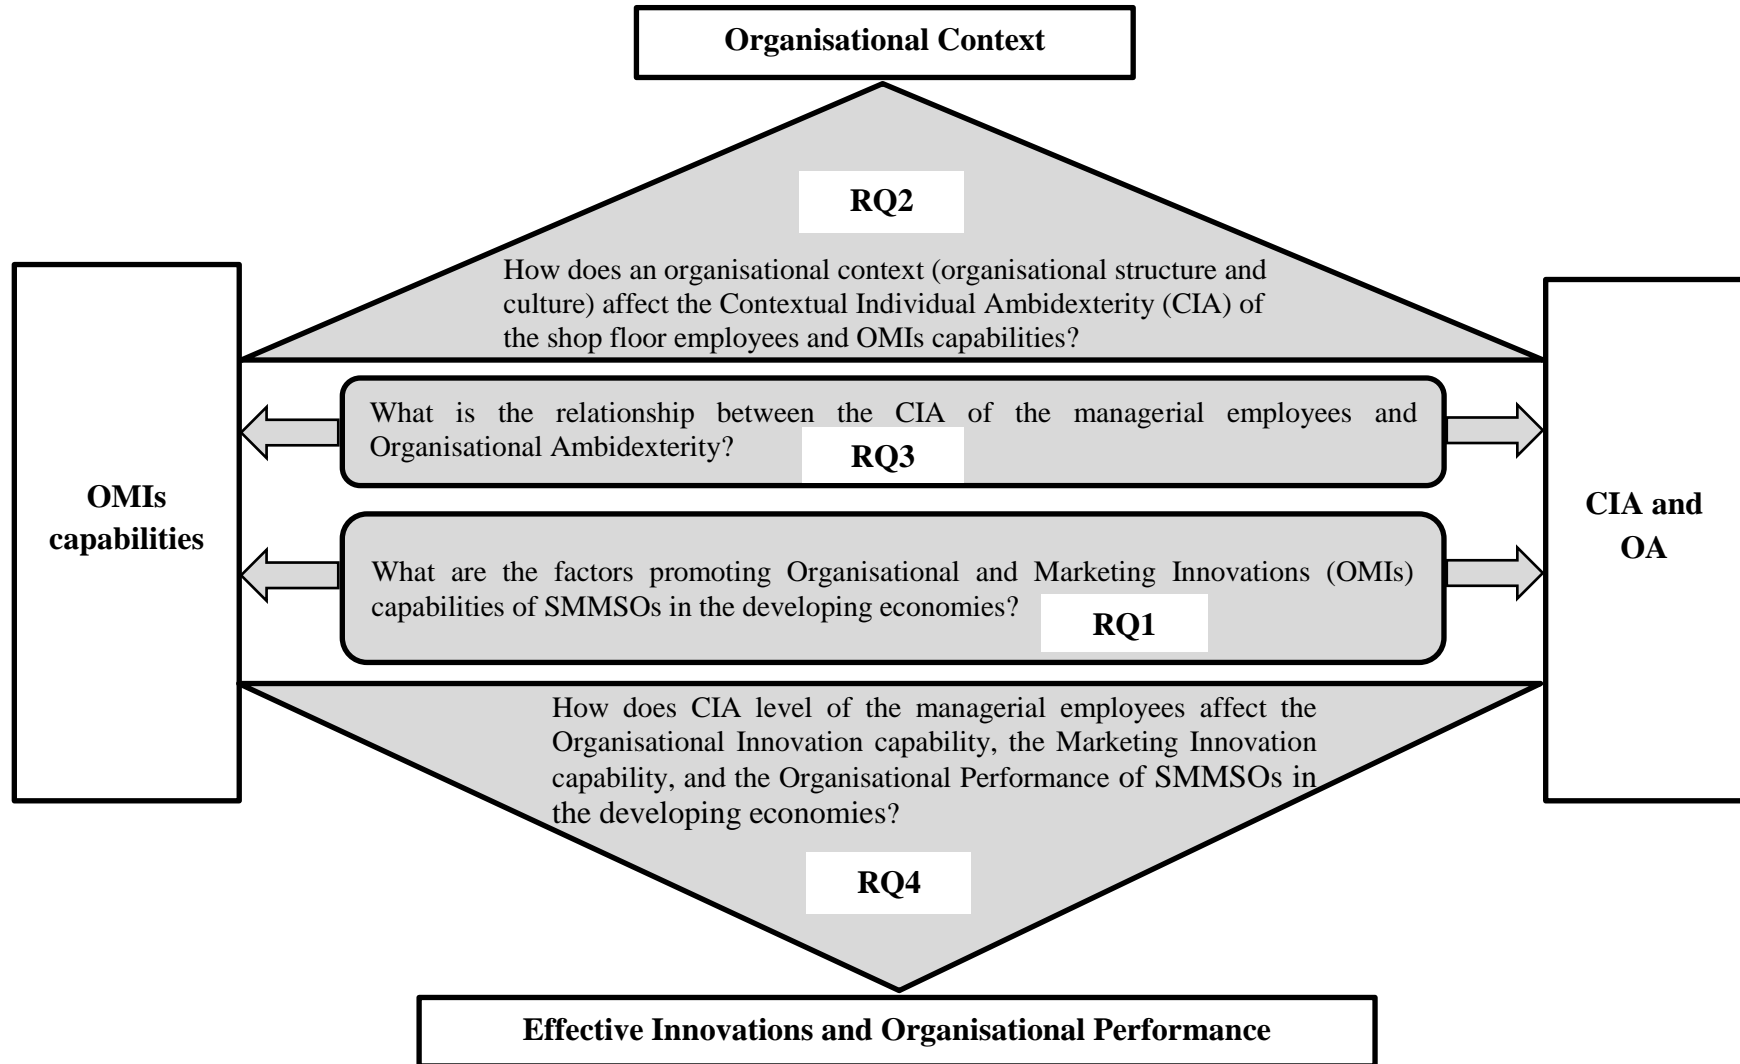 Organisational Context
RQ2
How does an organisational context (organisational structure and
culture) affect the Contextual Individual Ambidexterity (CIA) of
the shop floor employees and OMIs capabilities?
What is the relationship between the CIA of the managerial employees and
Organisational Ambidexterity?
RQ3
OMIs
capabilities
CIA and
OA
What are the factors promoting Organisational and Marketing Innovations (OMIs)
capabilities of SMMSOs in the developing economies?
RQ1
How does CIA level of the managerial employees affect the
Organisational Innovation capability, the Marketing Innovation
capability, and the Organisational Performance of SMMSOs in
the developing economies?
RQ4
Effective Innovations and Organisational Performance